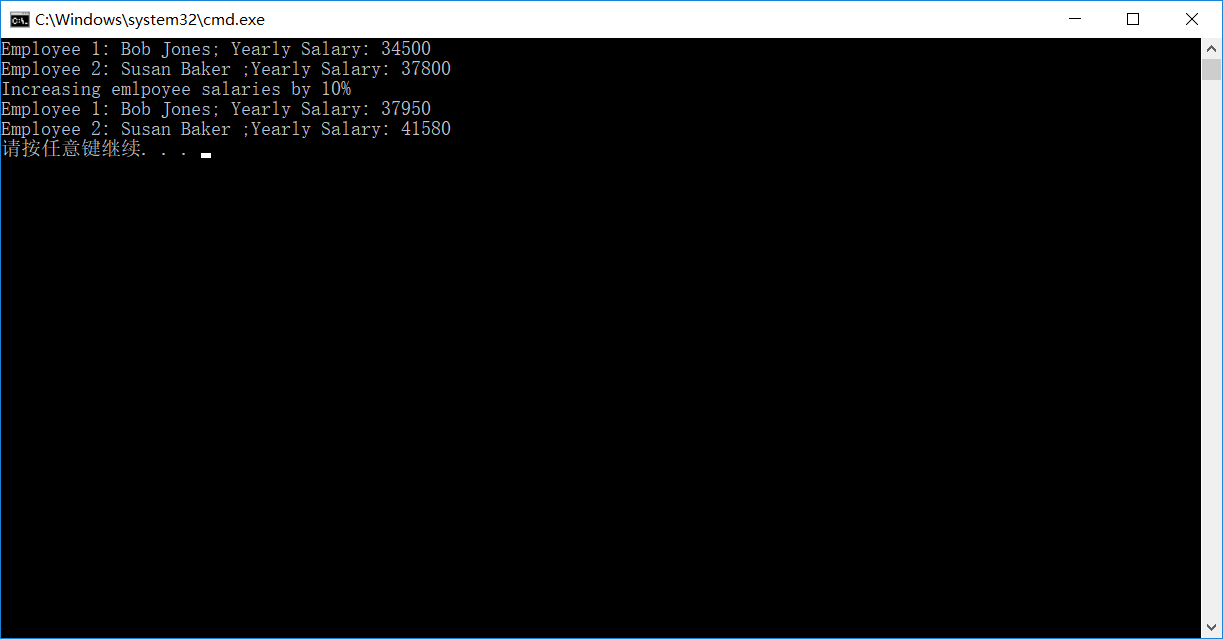 C:\Windows\system32\cmd.exe
Employee 1: Bob Jones; Yearly Salary: 34500
Employee 2: Susan Baker ;Yearly Salary: 37800
Increasing emlpoyee salaries by 10%
Employee 1: Bob Jones; Yearly Salary: 37950
Employee 2: Susan Baker ;Yearly Salary: 41580
请按任意键继续. . .